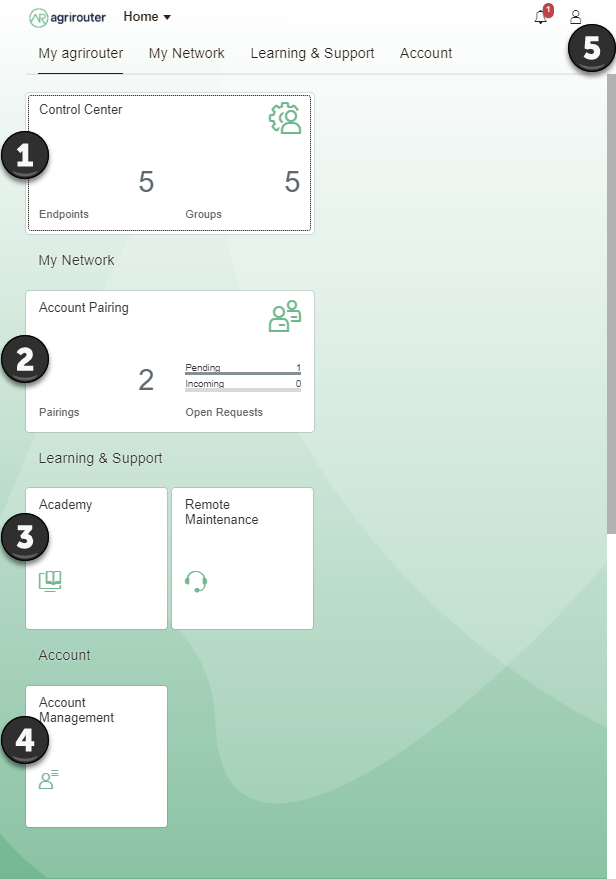 AR agrirouter Home
1
5
My agrirouter My Network Learning & Support Account
Control Center
1
5 5
Endpoints Groups
My Network
Account Pairing
2
2
Pending 1
Incoming 0
Pairings Open Requests
Learning & Support
Academy
Remote
Maintenance
3
Account
Account
Management
4